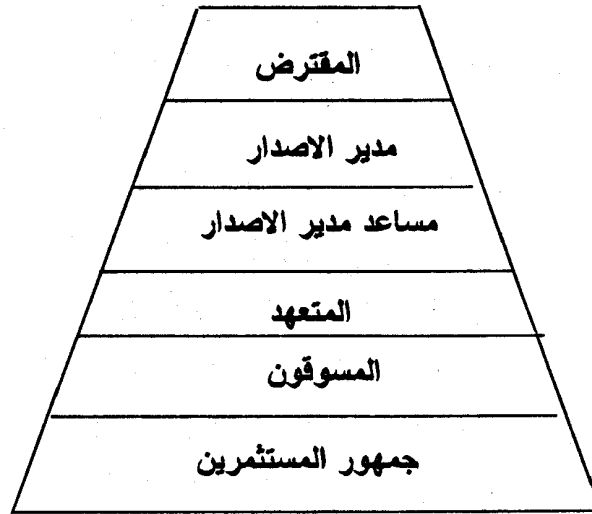 المقترض
مدير الاصدار
مساعد مدير الاصدار
المتعهد
المسوقون
جمهور المستثمرين